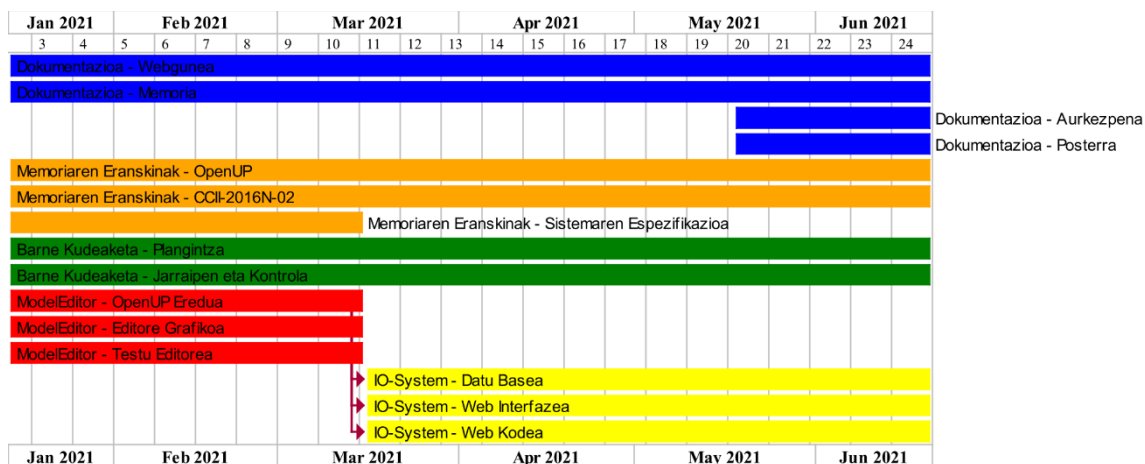 Jan 2021 Feb 2021 Mar 2021 Apr 2021 May 2021 Jun 2021
3 4 5 6 7 8 9 10 11 12 13 14 15 16 17 18 19 20 21 22 23 24
Dokumentazioa - Webgunea
Dokumentazioa - Memoria
Dokumentazioa - Aurkezpena
Dokumentazioa - Posterra
Memoriaren Eranskinak - OpenUP
Memoriaren Eranskinak - CCII-2016N-02
Memoriaren Eranskinak - Sistemaren Espezifikazioa
Barne Kudeaketa - Plangintza
Barne Kudeaketa - Jarraipen eta Kontrola
ModelEditor - OpenUP Eredua
ModelEditor - Editore Grafikoa
ModelEditor - Testu Editorea
IO-System - Datu Basea
IO-System - Web Interfazea
IO-System - Web Kodea
Jan 2021 Feb 2021 Mar 2021 Apr 2021 May 2021 Jun 2021